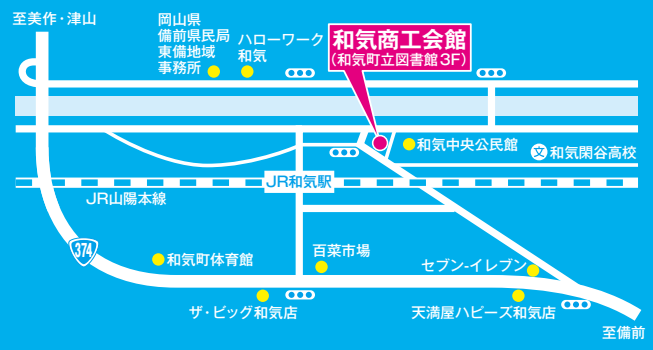 至美作・津山
岡山県
備前県民局
東備地域
事務所
ハローワーク
和気
和気商工会館
(和気町立図書館3F)
和気中央公民館
文 和気閑谷高校
JR和気駅
JR山陽本線
374
和気町体育館
百菜市場
セブン-イレブン
ザ・ビッグ和気店
天満屋ハピーズ和気店
至備前